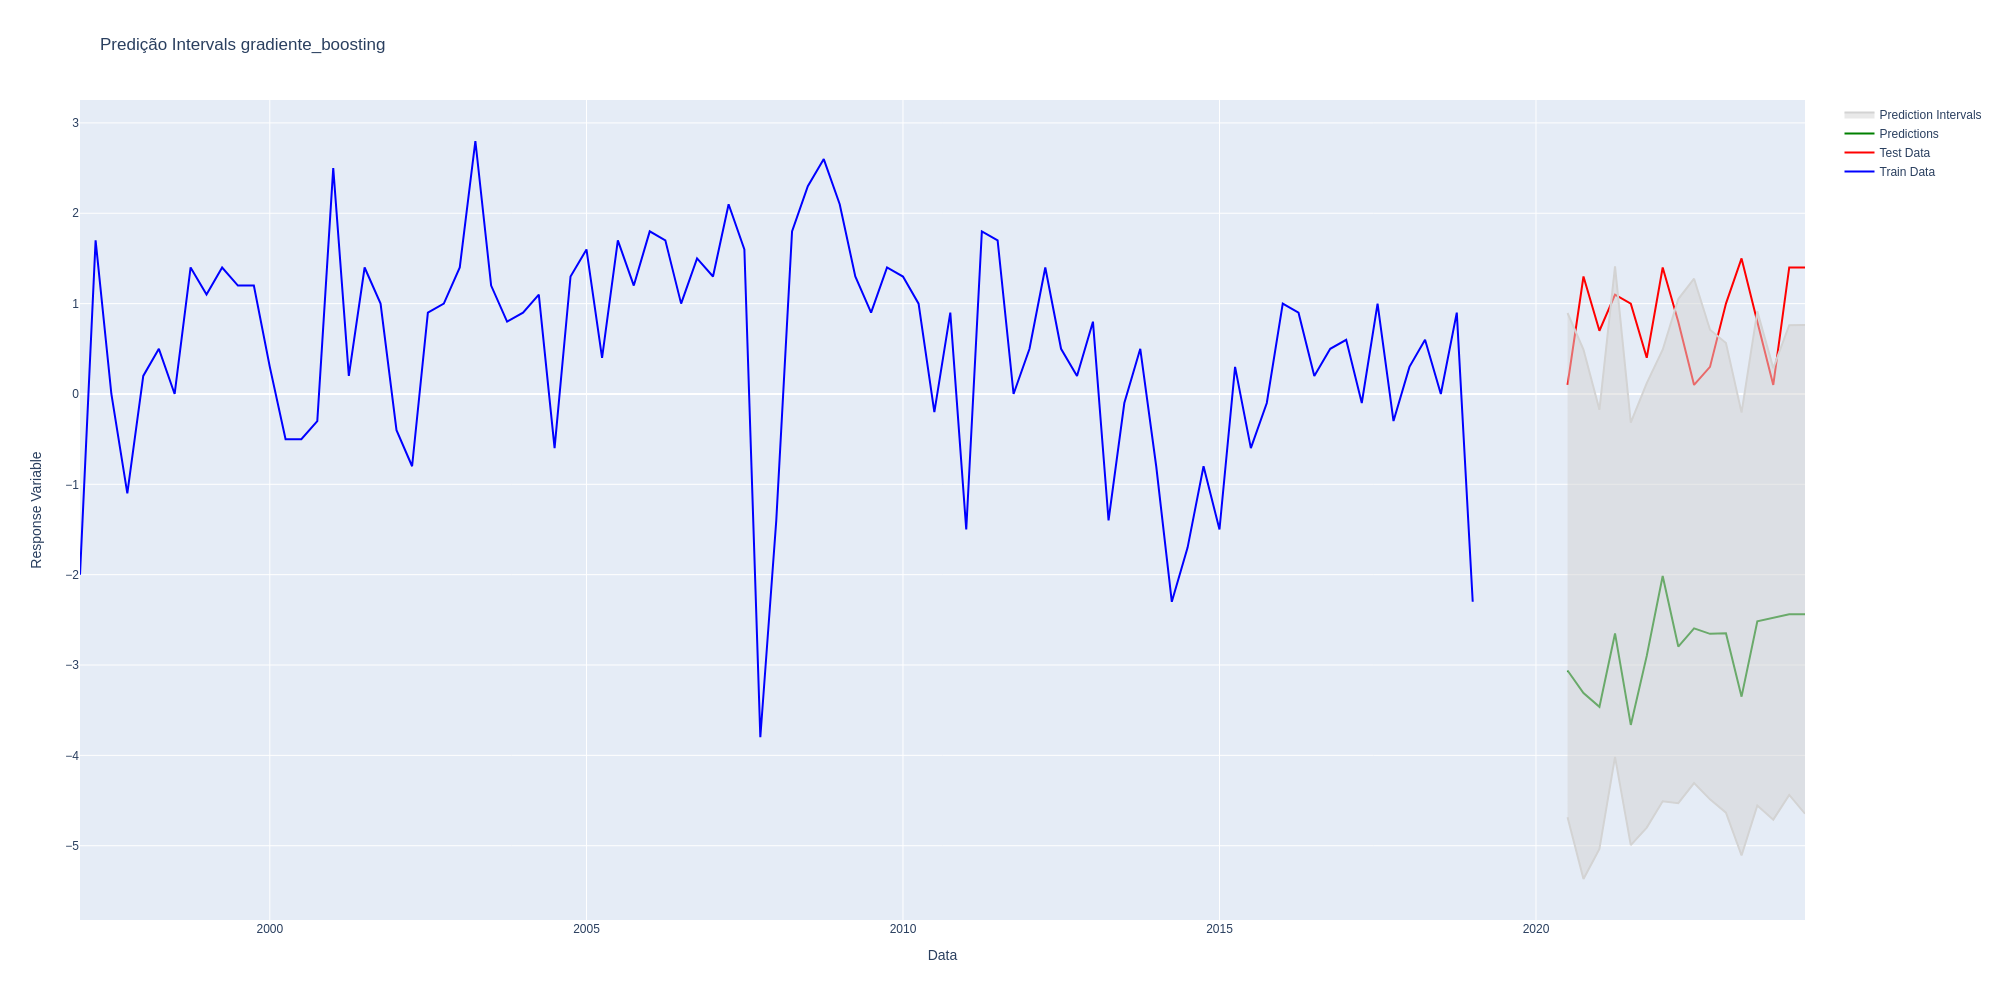 Predição Intervals gradiente_boosting
Prediction Intervals
Predictions
Test Data
Train Data
3
2
1
0
−1
−2
−3
−4
−5
Response Variable
2000
2005
2010
2015
2020
Data